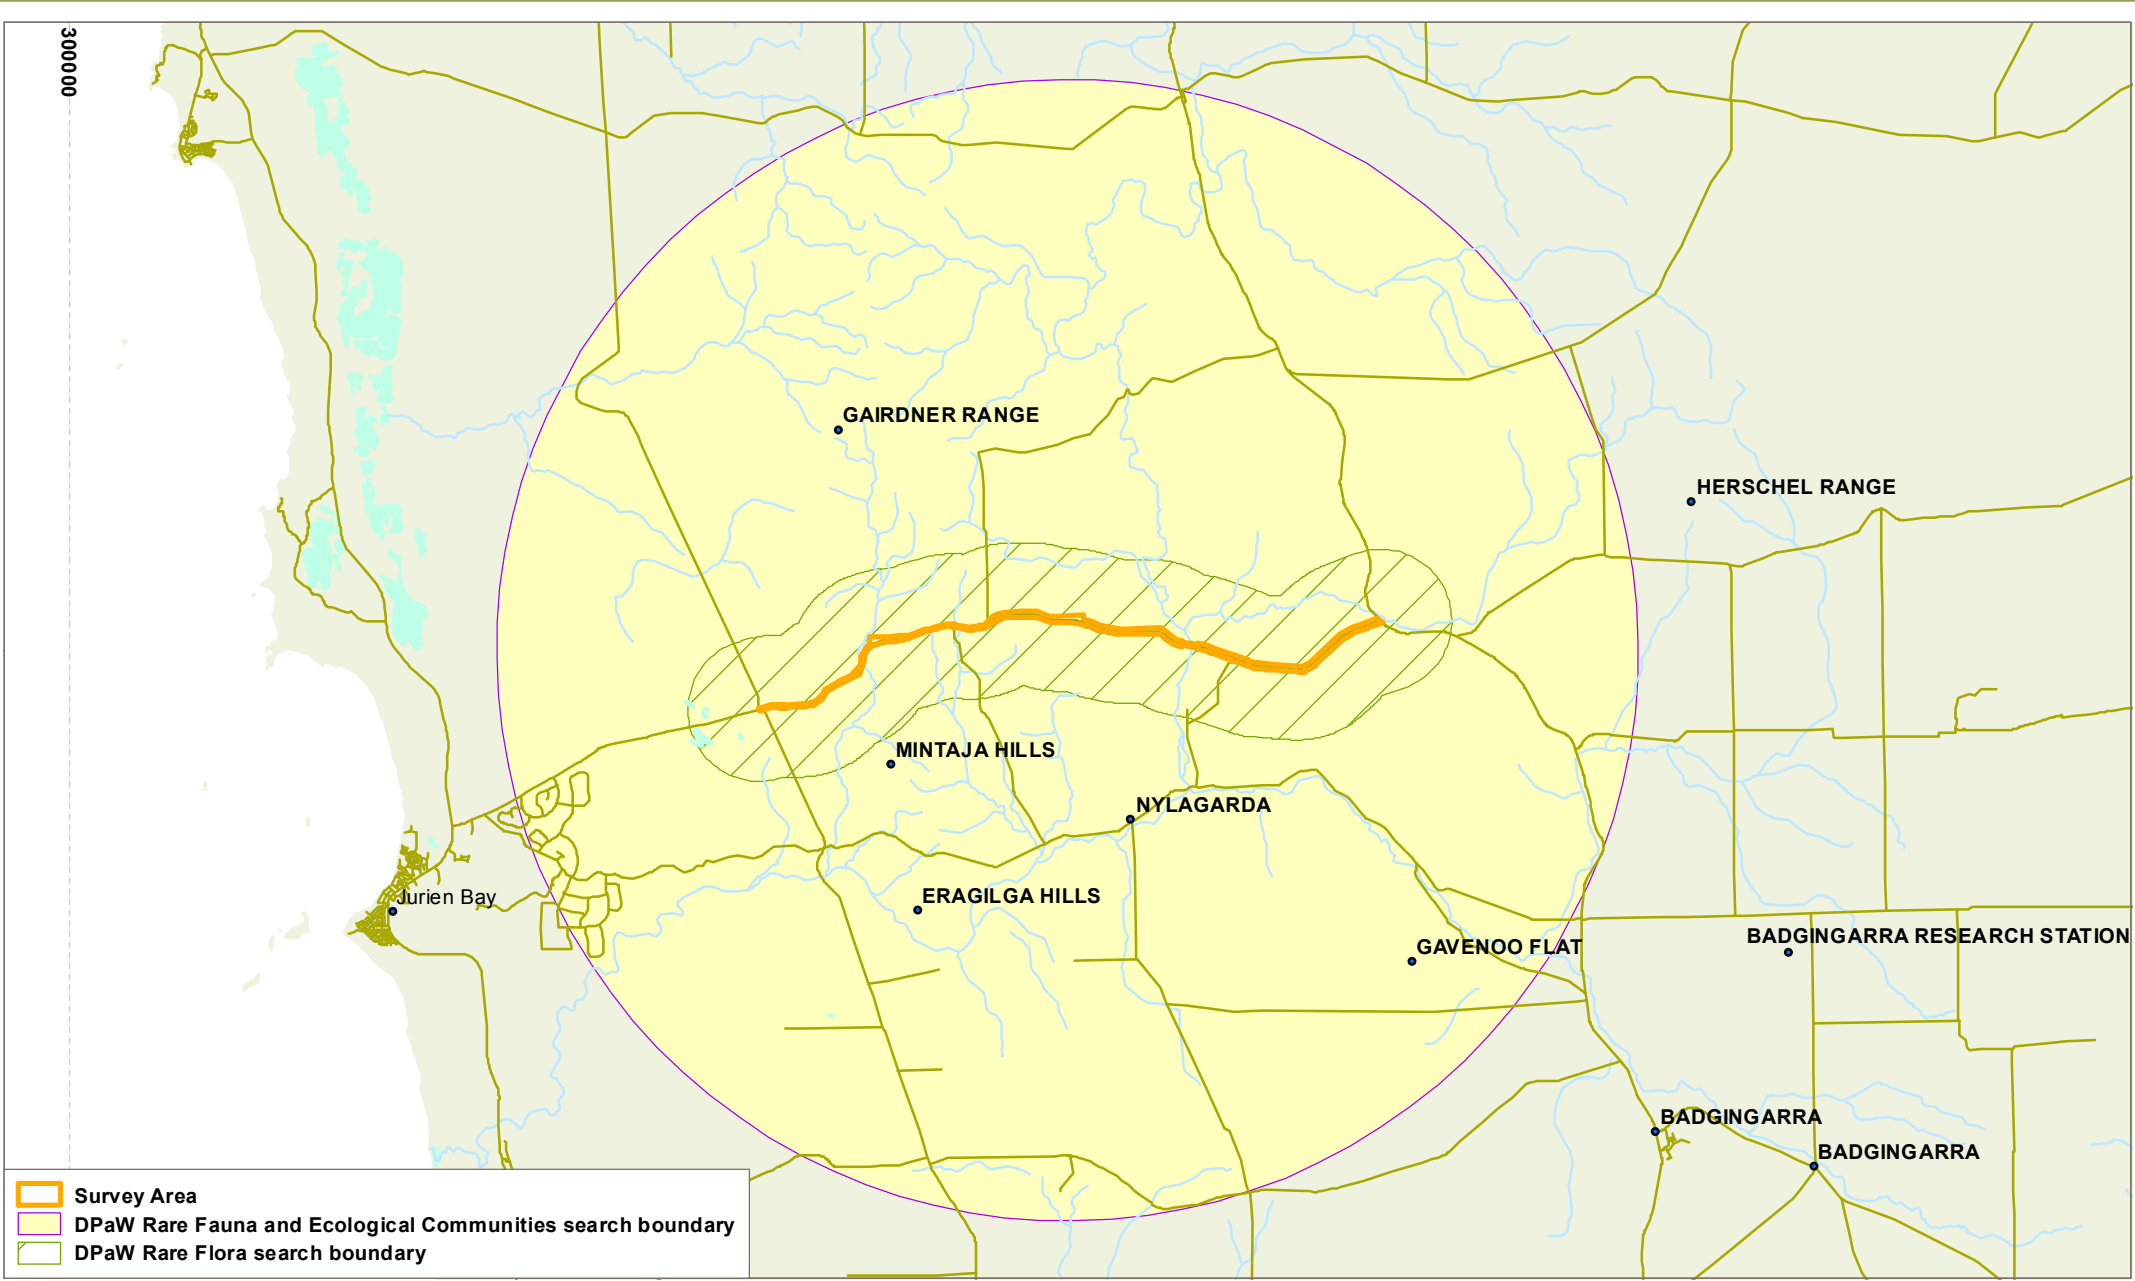 300000
GAIRDNER RANGE
HERSCHEL RANGE
MINTAJA HILLS
NYLAGARDA
Jurien Bay
ERAGILGA HILLS
GAVENOO FLAT
BADGINGARRA RESEARCH STATION
BADGINGARRA
BADGINGARRA
Survey Area
DPaW Rare Fauna and Ecological Communities search boundary
DPaW Rare Flora search boundary